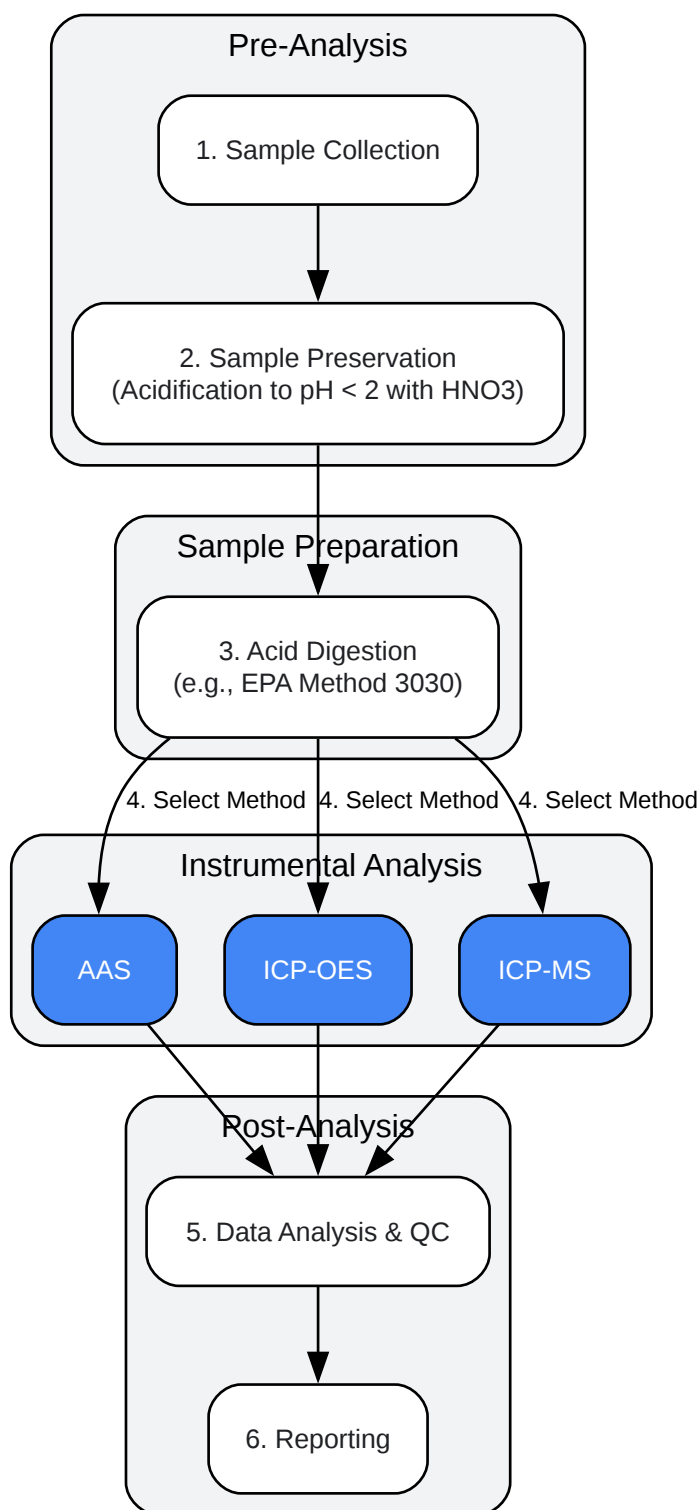 Pre-Analysis
1. Sample Collection
2. Sample Preservation
(Acidification to pH < 2 with HNO3)
Sample Preparation
3. Acid Digestion
(e.g., EPA Method 3030)
4. Select Method
4. Select Method
4. Select Method
Instrumental Analysis
AAS
ICP-OES
ICP-MS
Post-Analysis
5. Data Analysis & QC
6. Reporting